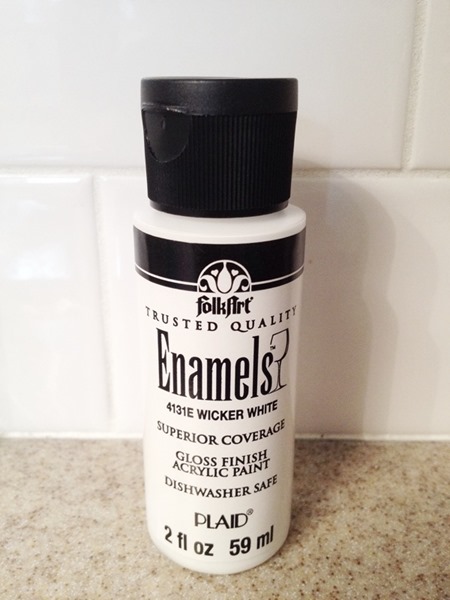 folkArt
TRUSTED QUALITY
Enamels™
4131E WICKER WHITE
SUPERIOR COVERAGE
GLOSS FINISH
ACRYLIC PAINT
DISHWASHER SAFE
PLAID®
2 fl oz 59 ml